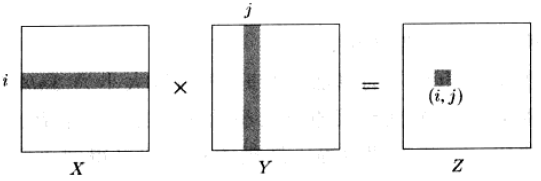 j
i × =
(i, j)
X Y Z